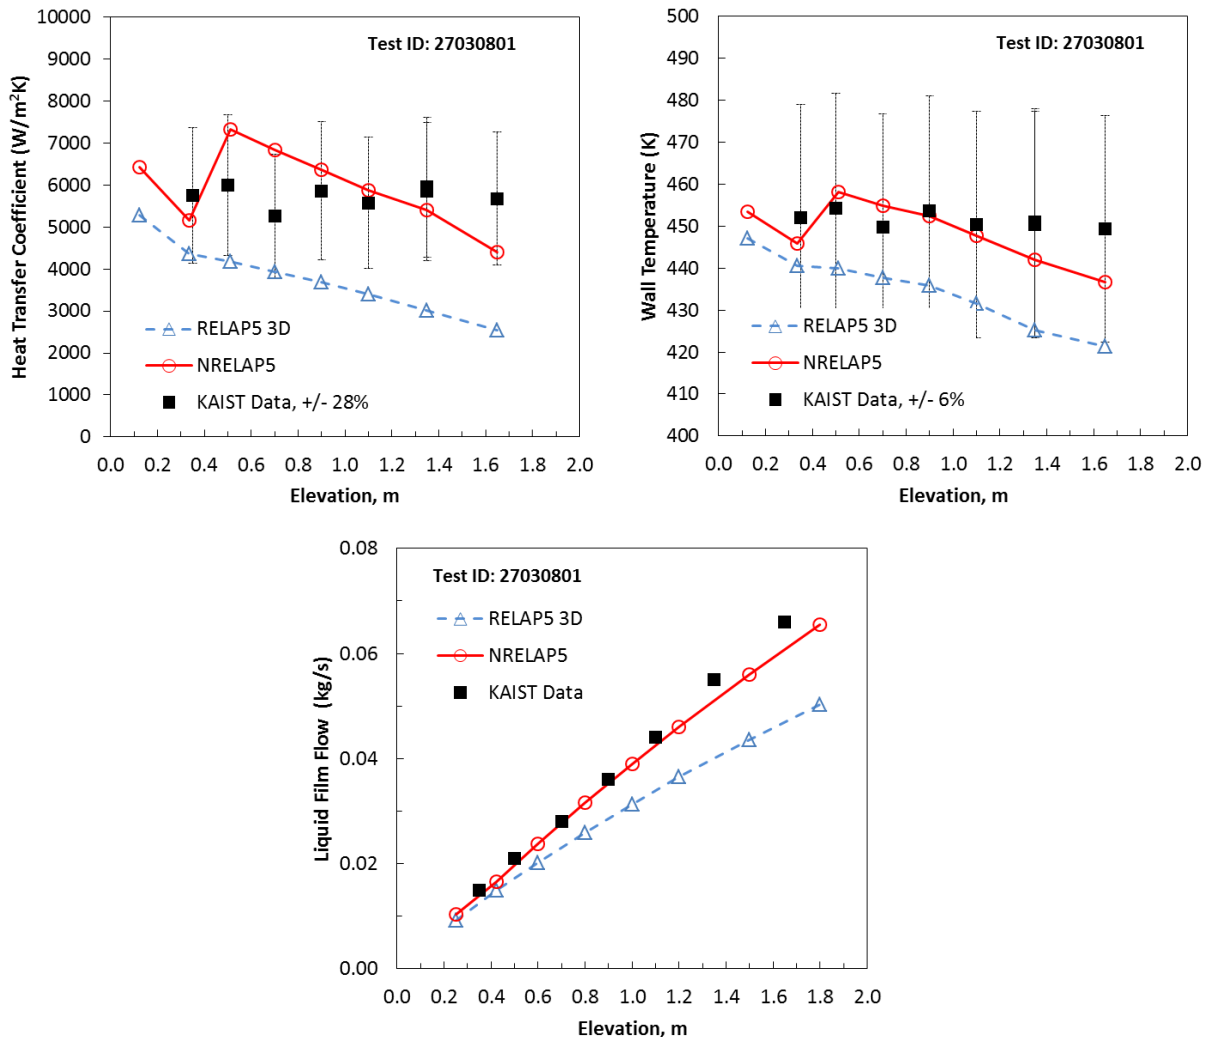 Test ID: 27030801
Heat Transfer Coefficient (W/m²K)
10000
9000
8000
7000
6000
5000
4000
3000
2000
1000
0
RELAP5 3D
NRELAP5
KAIST Data, +/- 28%
0.0 0.2 0.4 0.6 0.8 1.0 1.2 1.4 1.6 1.8 2.0
Elevation, m
Test ID: 27030801
Wall Temperature (K)
500
490
480
470
460
450
440
430
420
410
400
RELAP5 3D
NRELAP5
KAIST Data, +/- 6%
0.0 0.2 0.4 0.6 0.8 1.0 1.2 1.4 1.6 1.8 2.0
Elevation, m
Test ID: 27030801
Liquid Film Flow (kg/s)
0.08
0.06
0.04
0.02
0.00
RELAP5 3D
NRELAP5
KAIST Data
0.0 0.2 0.4 0.6 0.8 1.0 1.2 1.4 1.6 1.8 2.0
Elevation, m